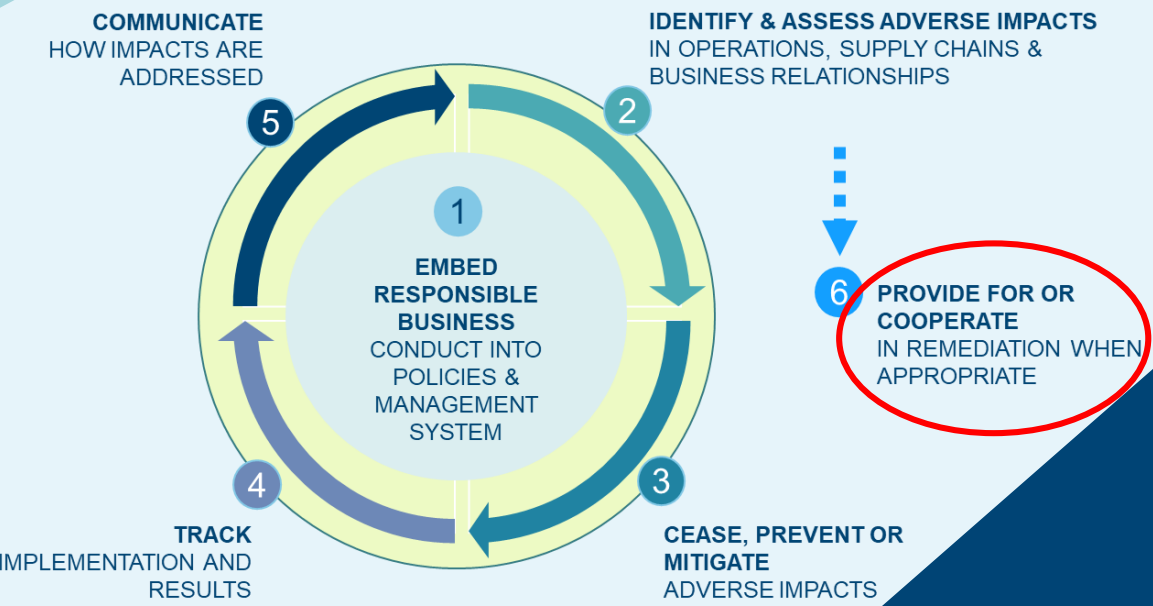 COMMUNICATE
HOW IMPACTS ARE
ADDRESSED
5
IDENTIFY & ASSESS ADVERSE IMPACTS
IN OPERATIONS, SUPPLY CHAINS &
BUSINESS RELATIONSHIPS
2
1
EMBED
RESPONSIBLE
BUSINESS
CONDUCT INTO
POLICIES &
MANAGEMENT
SYSTEM
6
PROVIDE FOR OR
COOPERATE
IN REMEDIATION WHEN
APPROPRIATE
4
TRACK
IMPLEMENTATION AND
RESULTS
3
CEASE, PREVENT OR
MITIGATE
ADVERSE IMPACTS